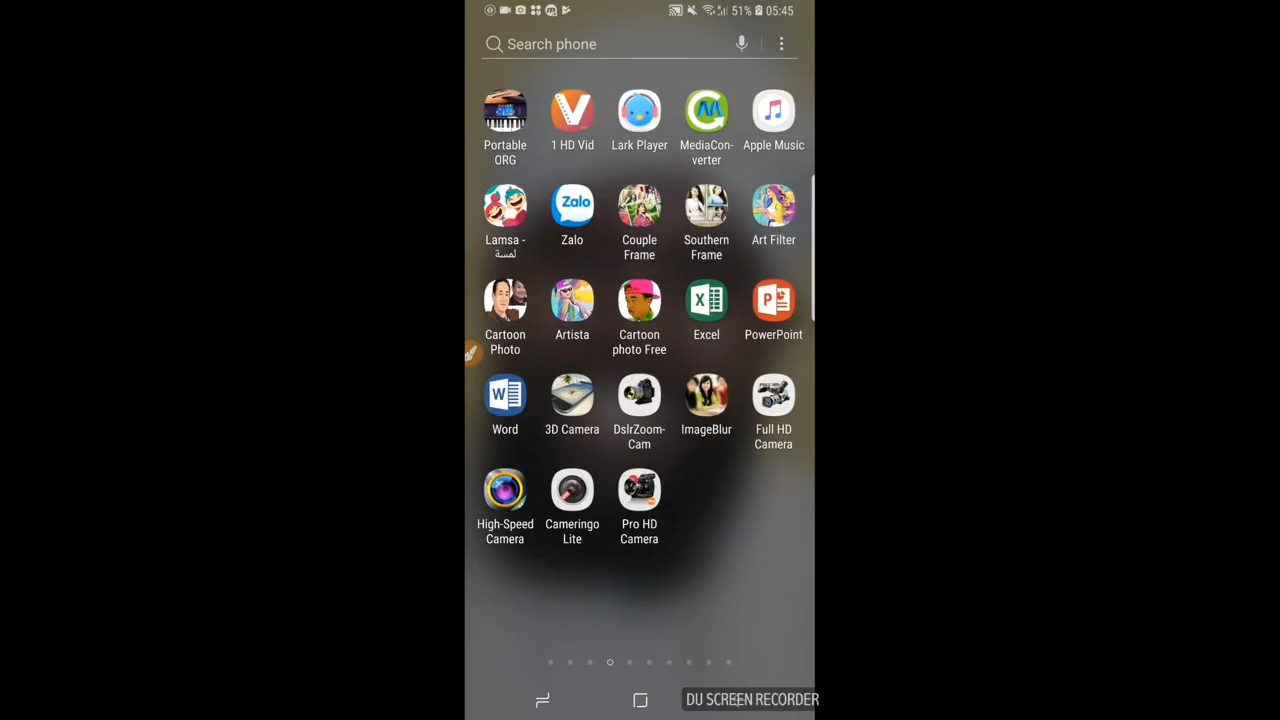 51% 05:45
Search phone
Portable ORG
1 HD Vid
Lark Player
MediaCon-
verter
Apple Music
Lamsa -
لمسة
Zalo
Zalo
Couple
Frame
Southern
Frame
Art Filter
Cartoon
Photo
Artista
Cartoon
photo Free
Excel
PowerPoint
Word
3D Camera
DslrZoom-
Cam
ImageBlur
Full HD
Camera
High-Speed
Camera
Cameringo
Lite
Pro HD
Camera
DU SCREEN RECORDER